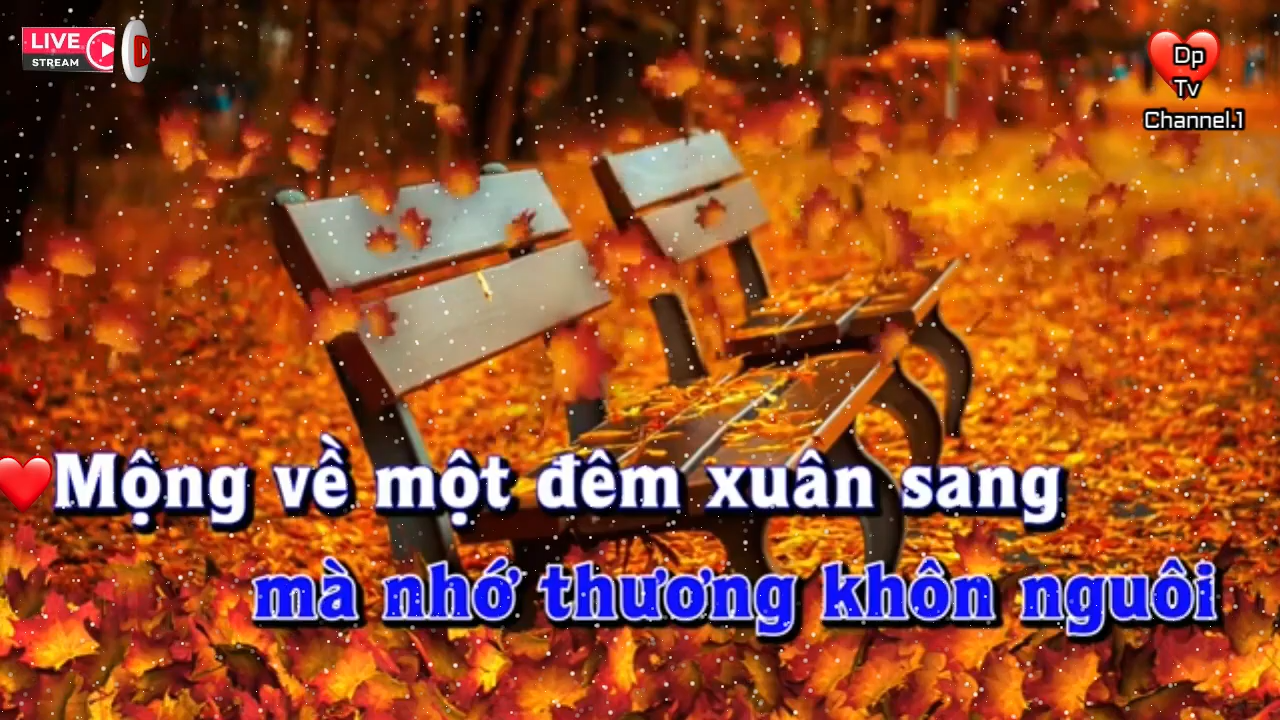 LIVE
STREAM
Dp
Tv
Channel.1
Mộng về một đêm xuân sang
mà nhớ thương khôn nguôi